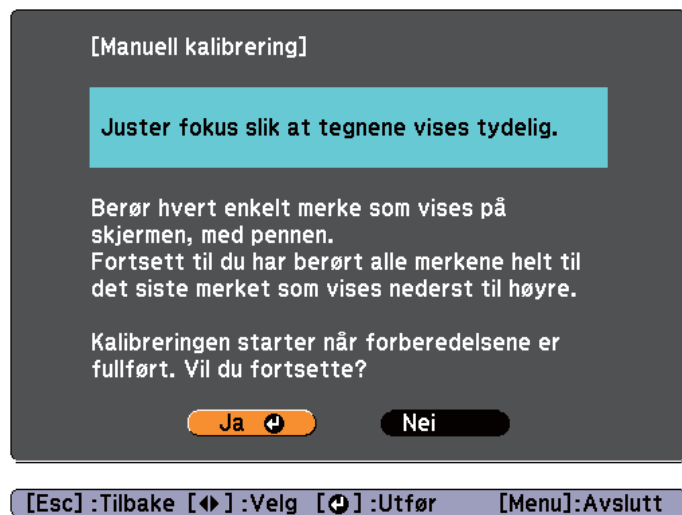 [Manuell kalibrering]
Juster fokus slik at tegnene vises tydelig.
Berør hvert enkelt merke som vises på
skjermen, med pennen.
Fortsett til du har berørt alle merkene helt til
det siste merket som vises nederst til høyre.
Kalibreringen starter når forberedelsene er
fullført. Vil du fortsette?
Ja Nei
[Esc] :Tilbake [◀▶] :Velg [↵] :Utfør [Menu]:Avslutt